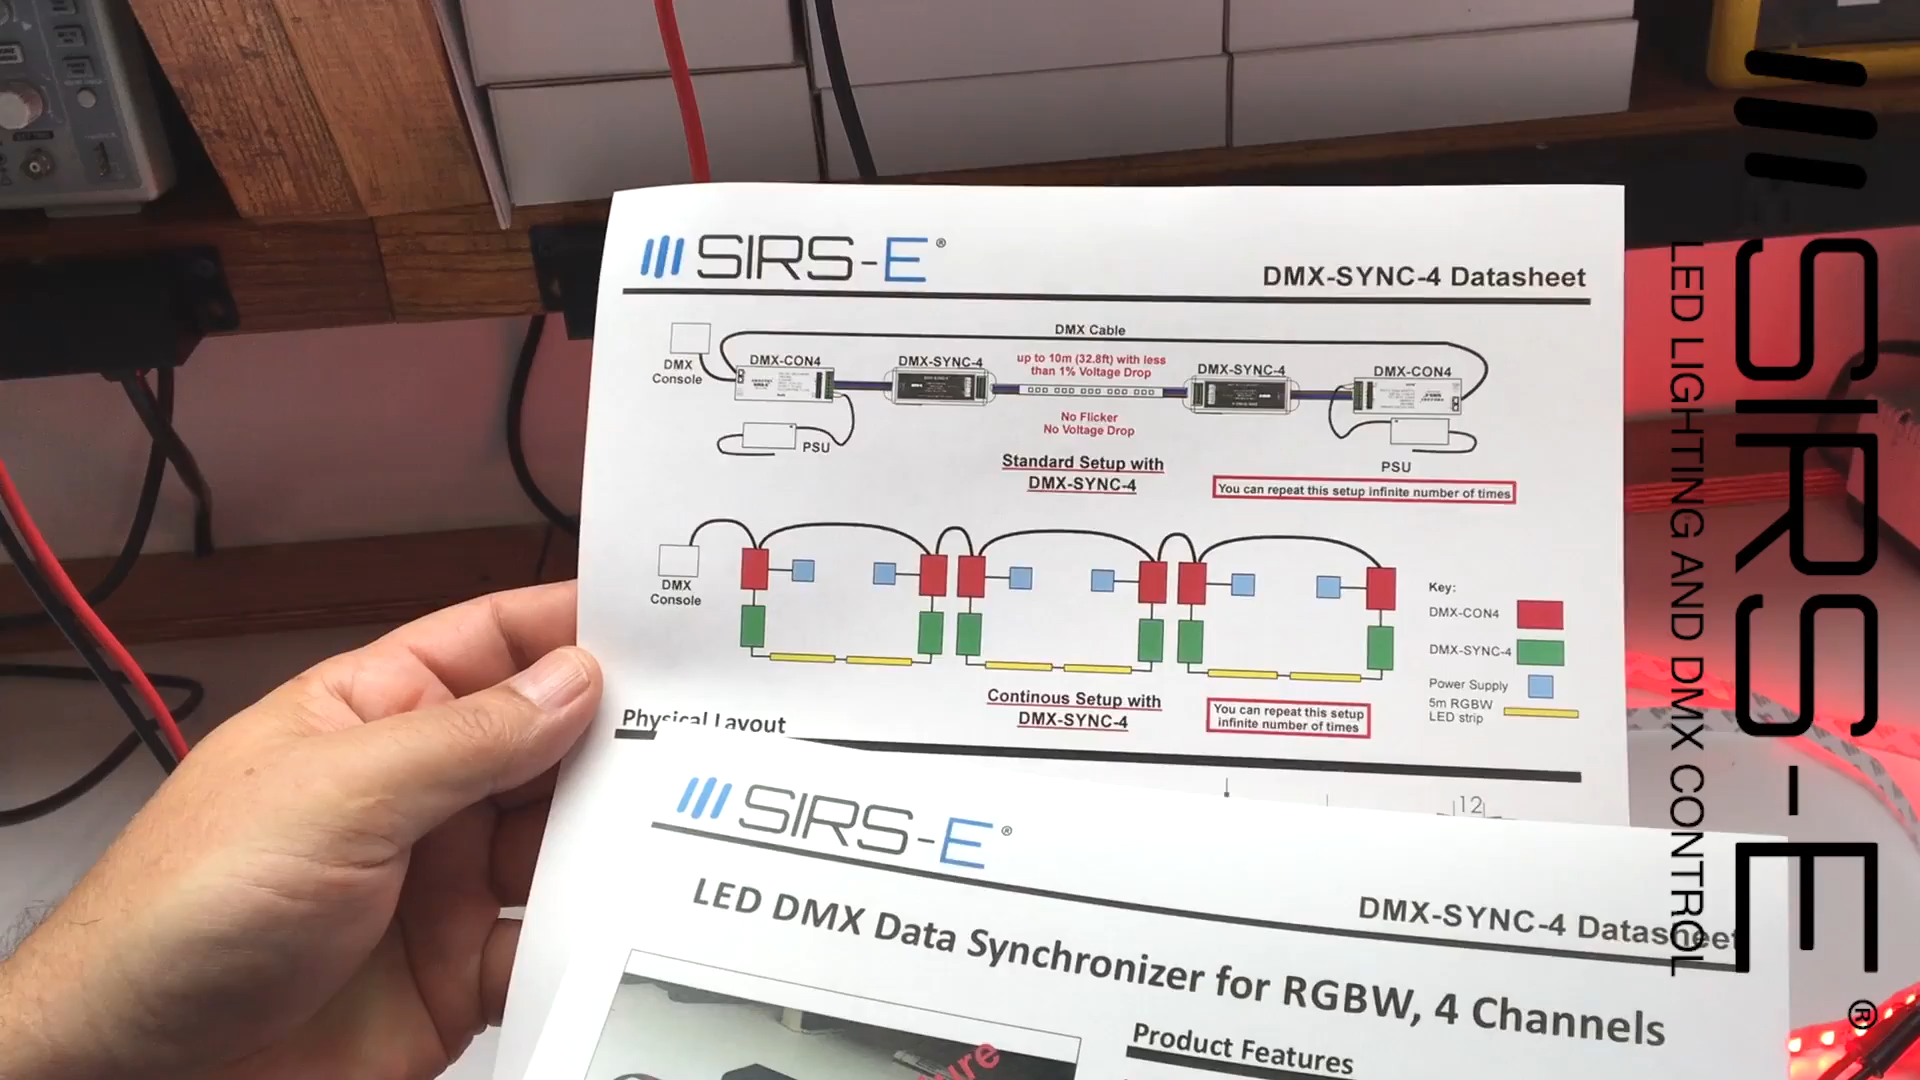 SIRS-E®
DMX-SYNC-4 Datasheet
DMX Cable
DMX
Console
DMX-CON4
DMX-SYNC-4
up to 10m (32.8ft) with less
than 1% Voltage Drop
DMX-SYNC-4
DMX-CON4
No Flicker
No Voltage Drop
PSU
PSU
Standard Setup with
DMX-SYNC-4
You can repeat this setup infinite number of times
DMX
Console
Key:
DMX-CON4
DMX-SYNC-4
Power Supply
5m RGBW
LED strip
Continous Setup with
DMX-SYNC-4
You can repeat this setup
infinite number of times
Physical Layout
12
SIRS-E®
DMX-SYNC-4 Datasheet
LED DMX Data Synchronizer for RGBW, 4 Channels
Product Features
SIRS-E®
LED LIGHTING AND DMX CONTROL